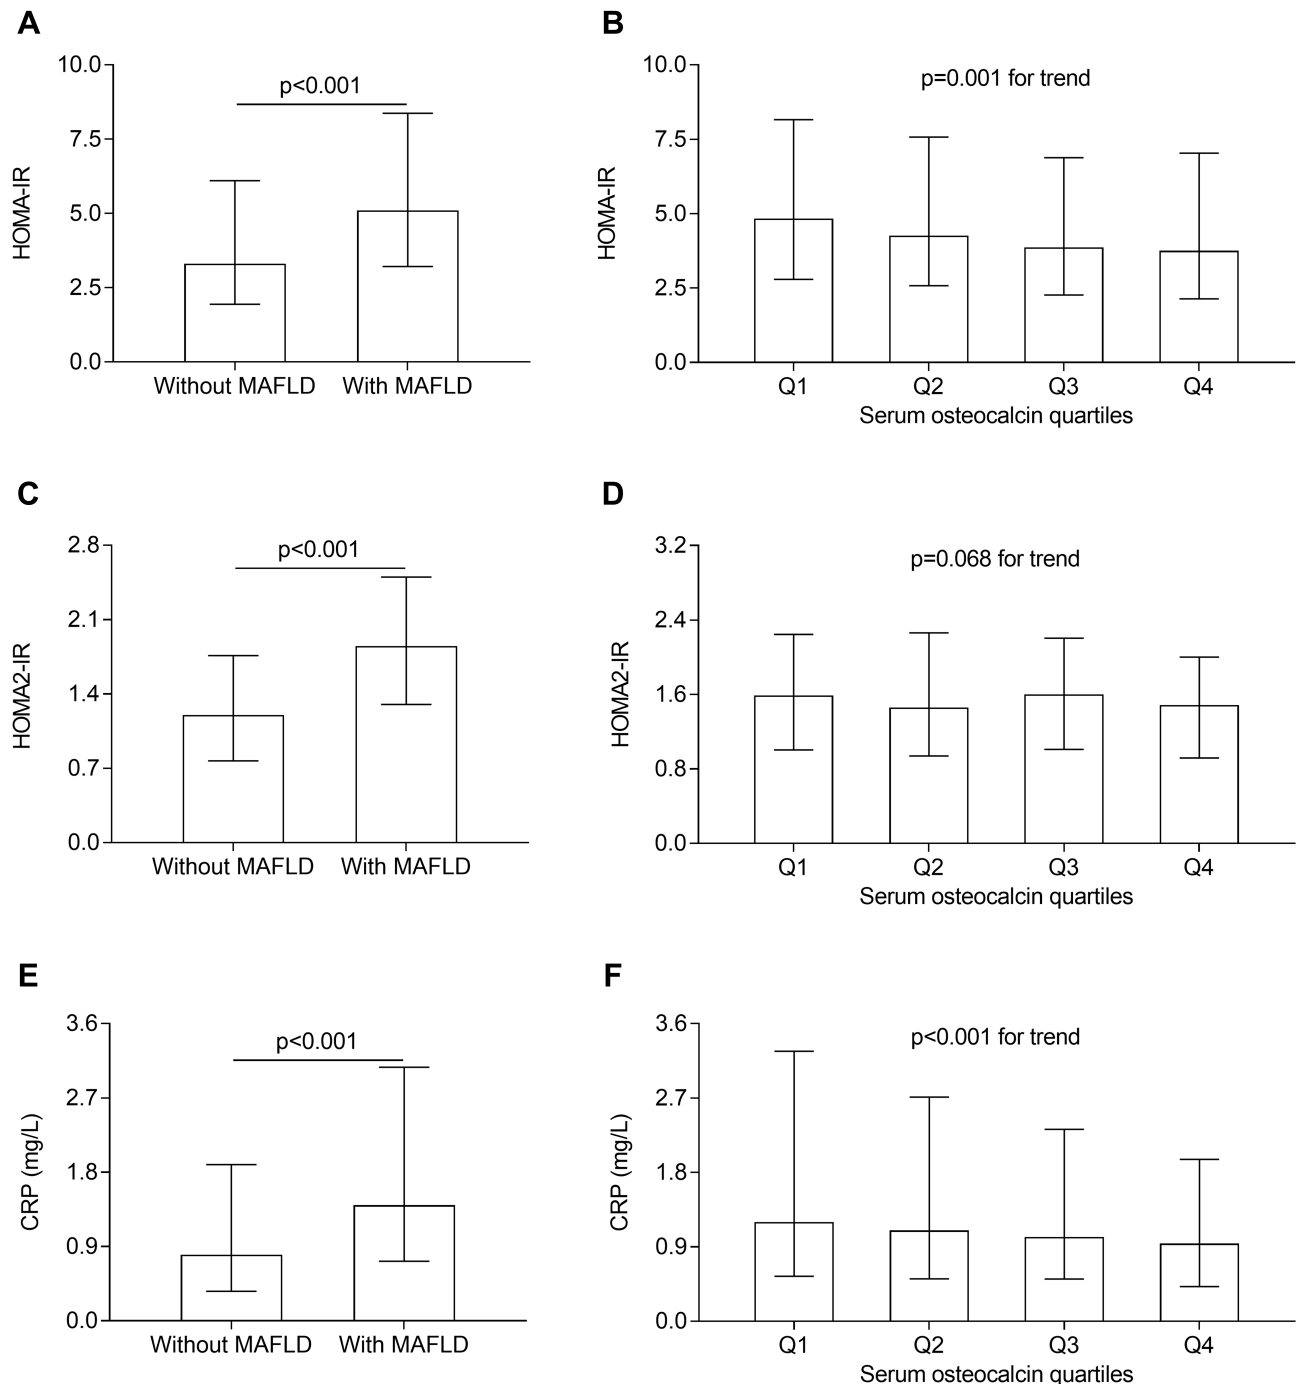 A
HOMA-IR
10.0
7.5
5.0
2.5
0.0
p<0.001
Without MAFLD
With MAFLD
B
HOMA-IR
10.0
7.5
5.0
2.5
0.0
p=0.001 for trend
Q1
Q2
Q3
Q4
Serum osteocalcin quartiles
C
HOMA2-IR
2.8
2.1
1.4
0.7
0.0
p<0.001
Without MAFLD
With MAFLD
D
HOMA2-IR
3.2
2.4
1.6
0.8
0.0
p=0.068 for trend
Q1
Q2
Q3
Q4
Serum osteocalcin quartiles
E
CRP (mg/L)
3.6
2.7
1.8
0.9
0.0
p<0.001
Without MAFLD
With MAFLD
F
CRP (mg/L)
3.6
2.7
1.8
0.9
0.0
p<0.001 for trend
Q1
Q2
Q3
Q4
Serum osteocalcin quartiles